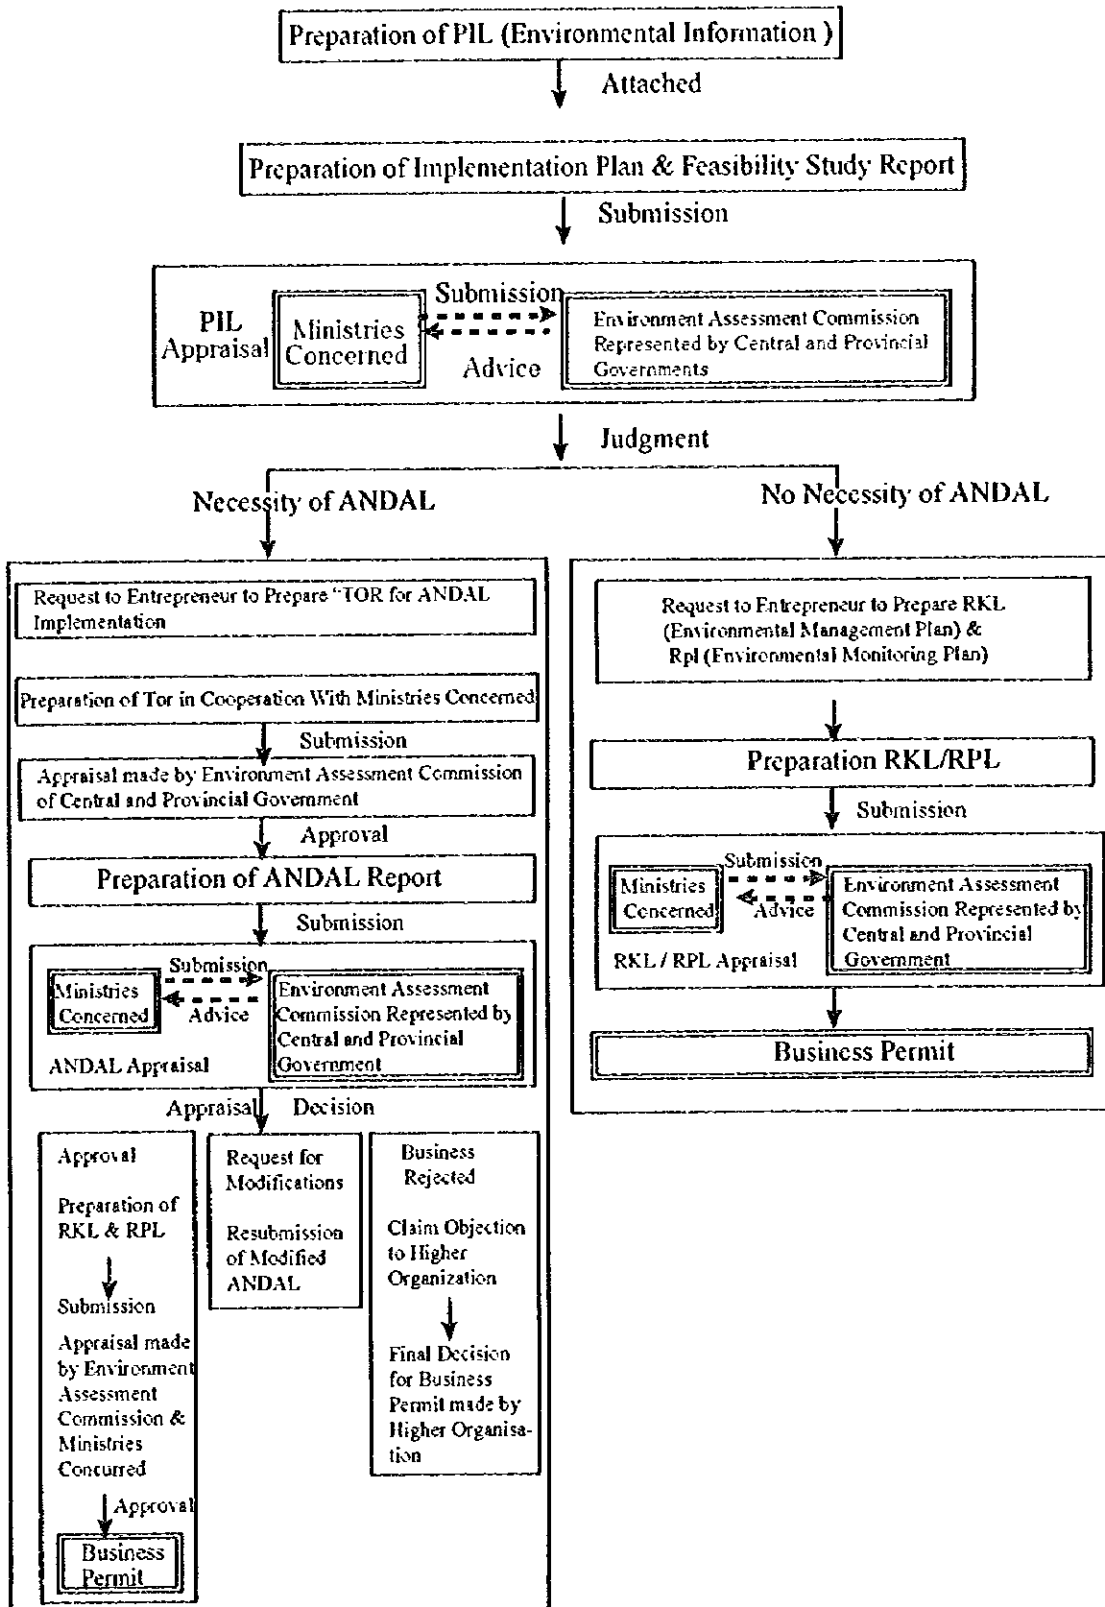 Preparation of PIL (Environmental Information )
Attached
Preparation of Implementation Plan & Feasibility Study Report
Submission
PIL
Appraisal
Ministries
Concerned
Submission
Advice
Environment Assessment Commission
Represented by Central and Provincial
Governments
Judgment
Necessity of ANDAL
No Necessity of ANDAL
Request to Entrepreneur to Prepare "TOR for ANDAL
Implementation
Preparation of Tor in Cooperation With Ministries Concerned
Submission
Appraisal made by Environment Assessment Commission
of Central and Provincial Government
Approval
Preparation of ANDAL Report
Submission
Ministries
Concerned
Submission
Advice
Environment Assessment
Commission Represented by
Central and Provincial
Government
ANDAL Appraisal
Appraisal Decision
Approval
Preparation of
RKL & RPL
Submission
Appraisal made
by Environment
Assessment
Commission &
Ministries
Concurred
Approval
Business
Permit
Request for
Modifications
Resubmission
of Modified
ANDAL
Business
Rejected
Claim Objection
to Higher
Organization
Final Decision
for Business
Permit made by
Higher Organisa-
tion
Request to Entrepreneur to Prepare RKL
(Environmental Management Plan) &
Rpl (Environmental Monitoring Plan)
Preparation RKL/RPL
Submission
Ministries
Concerned
Submission
Advice
Environment Assessment
Commission Represented by
Central and Provincial
Government
RKL / RPL Appraisal
Business Permit